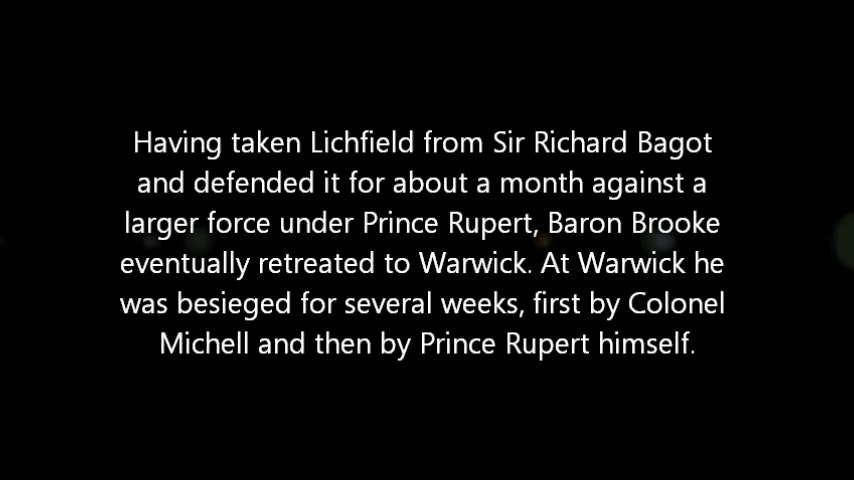 Having taken Lichfield from Sir Richard Bagot
and defended it for about a month against a
larger force under Prince Rupert, Baron Brooke
eventually retreated to Warwick. At Warwick he
was besieged for several weeks, first by Colonel
Michell and then by Prince Rupert himself.